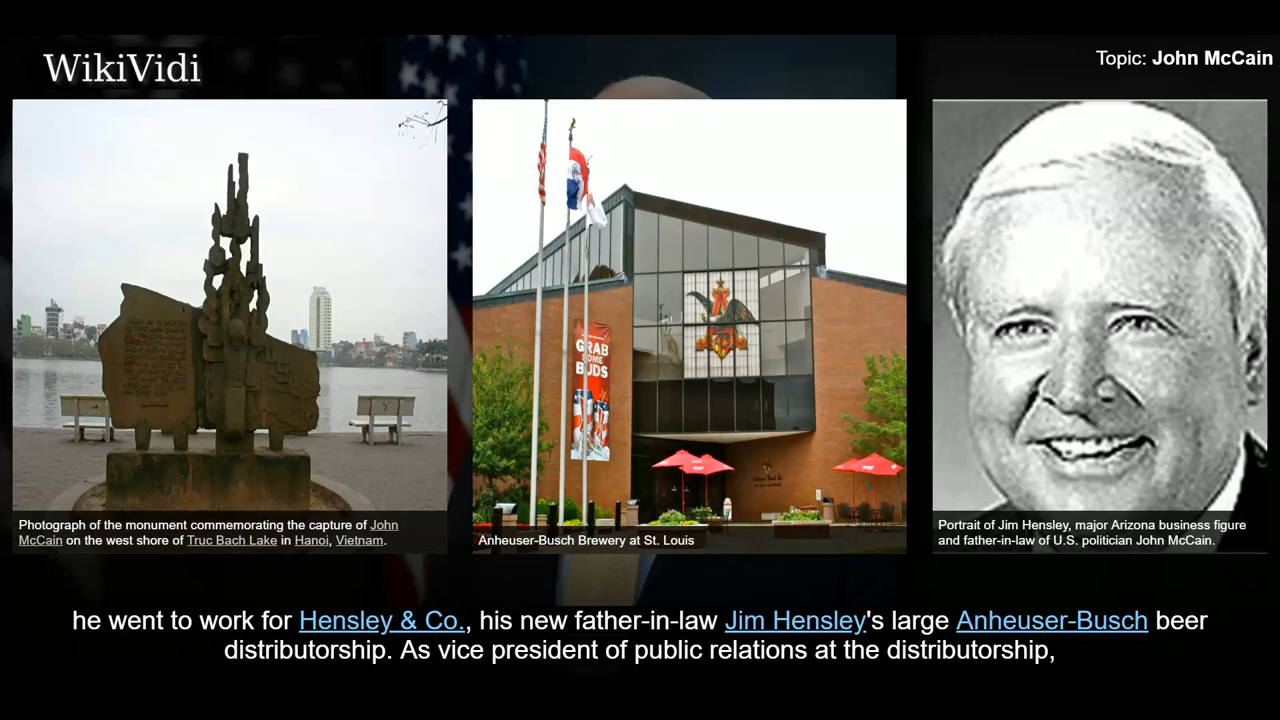 WikiVidi
Topic: John McCain
GRAB
SOME
BUDS
Photograph of the monument commemorating the capture of John
McCain on the west shore of Truc Bach Lake in Hanoi, Vietnam.
Anheuser-Busch Brewery at St. Louis
Portrait of Jim Hensley, major Arizona business figure
and father-in-law of U.S. politician John McCain.
he went to work for Hensley & Co., his new father-in-law Jim Hensley's large Anheuser-Busch beer
distributorship. As vice president of public relations at the distributorship,